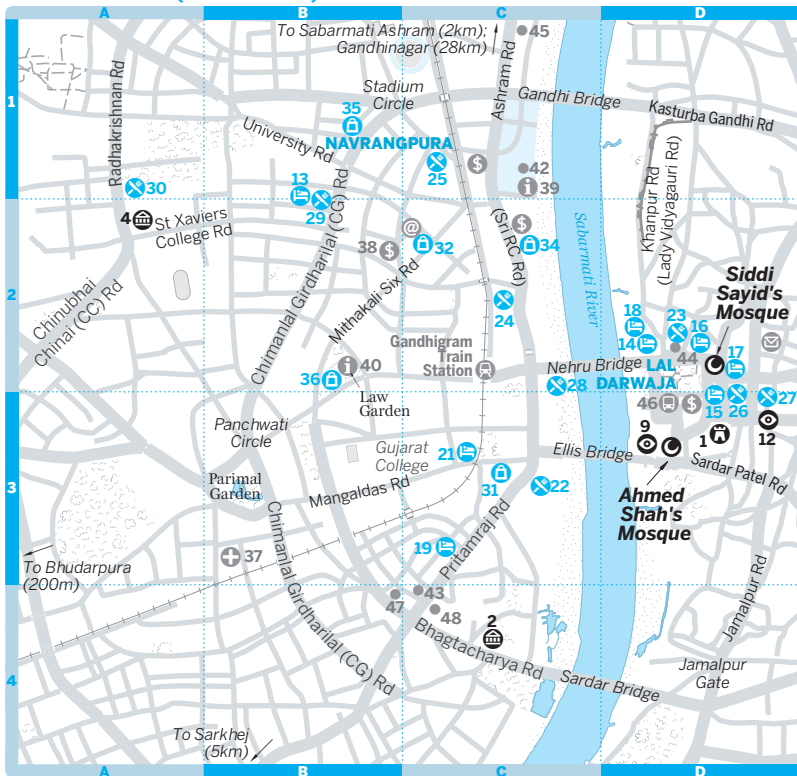 A
B
C
D
To Sabarmati Ashram (2km);
Gandhinagar (28km)
45
Ashram Rd
1
Stadium
Circle
Gandhi Bridge
Kasturba Gandhi Rd
Radhakrishnan Rd
35
University Rd
NAVRANGPURA
25
$
42
39
30
13
29
4
St Xaviers
College Rd
Khanpur Rd
(Lady Vidyagauri Rd)
@
38
$
32
$
34
(Sri RC Rd)
Sabarmati River
Chimanlal Girdharilal (CG) Rd
Mithakali Six Rd
2
Chinubhai
Chinai (CC) Rd
24
Siddi
Sayid's
Mosque
18
23
16
14
44
17
Gandhigram
Train
Station
Nehru Bridge
LAL
DARWAJA
40
36
Law
Garden
28
46
$
15
26
27
Panchwati
Circle
Gujarat
College
21
Ellis Bridge
9
1
12
Sardar Patel Rd
3
Parimal
Garden
Mangaldas Rd
31
22
Ahmed
Shah's
Mosque
Pritamraj Rd
19
37
To Bhudarpura
(200m)
Chimanlal Girdharilal (CG) Rd
Jamalpur Rd
47
43
48
2
Bhagtacharya Rd
Sardar Bridge
Jamalpur
Gate
4
To Sarkhej
(5km)
A
B
C
D
1
2
3
4